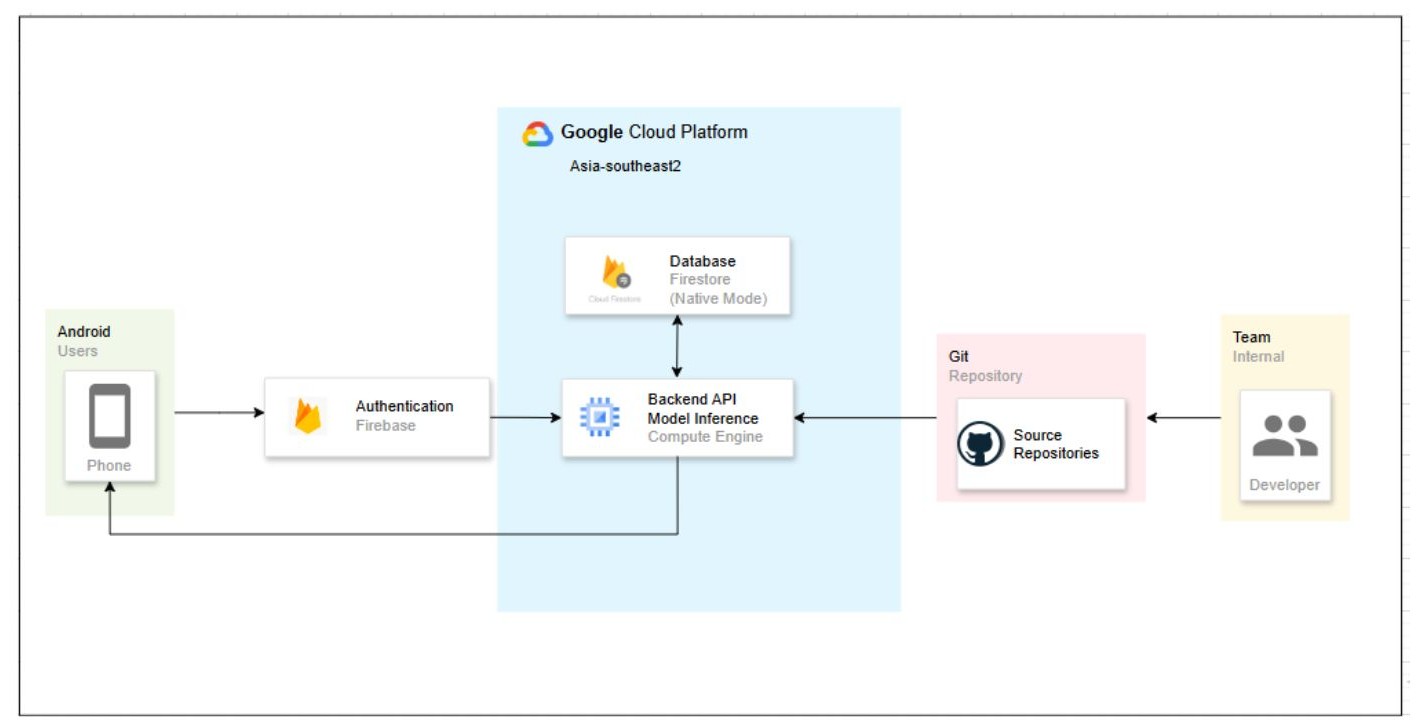 Google Cloud Platform
Asia-southeast2
Database
Firestore
(Native Mode)
Cloud Firestore
Android
Users
Phone
Authentication
Firebase
Backend API
Model Inference
Compute Engine
Git
Repository
Source
Repositories
Team
Internal
Developer